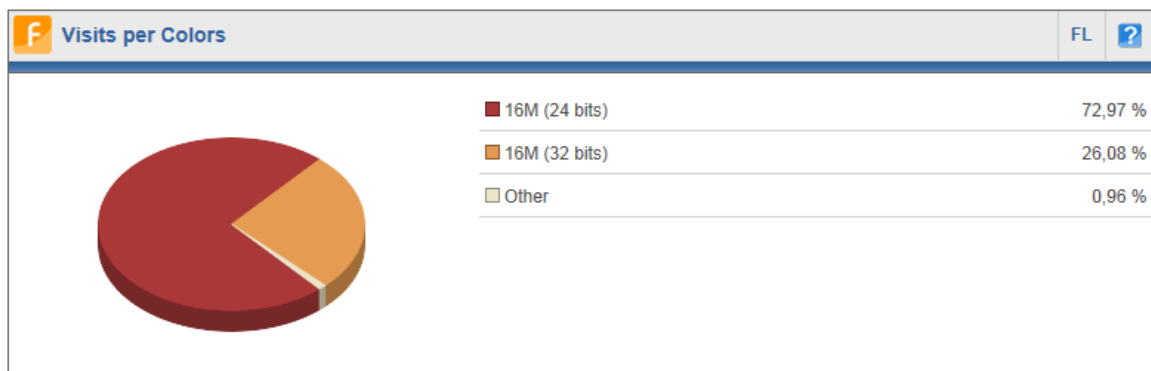 F Visits per Colors FL ?
16M (24 bits) 72,97 %
16M (32 bits) 26,08 %
Other 0,96 %